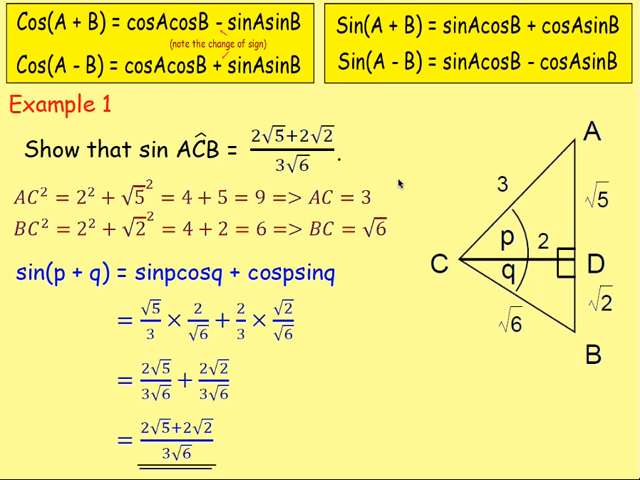 Cos(A + B) = cosAcosB - sinAsinB
(note the change of sign)
Cos(A - B) = cosAcosB + sinAsinB
Sin(A + B) = sinAcosB + cosAsinB
Sin(A - B) = sinAcosB - cosAsinB
Example 1
Show that sin AĈB = (2√5+2√2)/(3√6).
AC² = 2² + √5² = 4 + 5 = 9 => AC = 3
BC² = 2² + √2² = 4 + 2 = 6 => BC = √6
sin(p + q) = sinpcosq + cospsinq
= √5/3 × 2/√6 + 2/3 × √2/√6
= 2√5/3√6 + 2√2/3√6
= (2√5+2√2)/(3√6)
A
3
√5
p
2
C
D
q
√2
√6
B